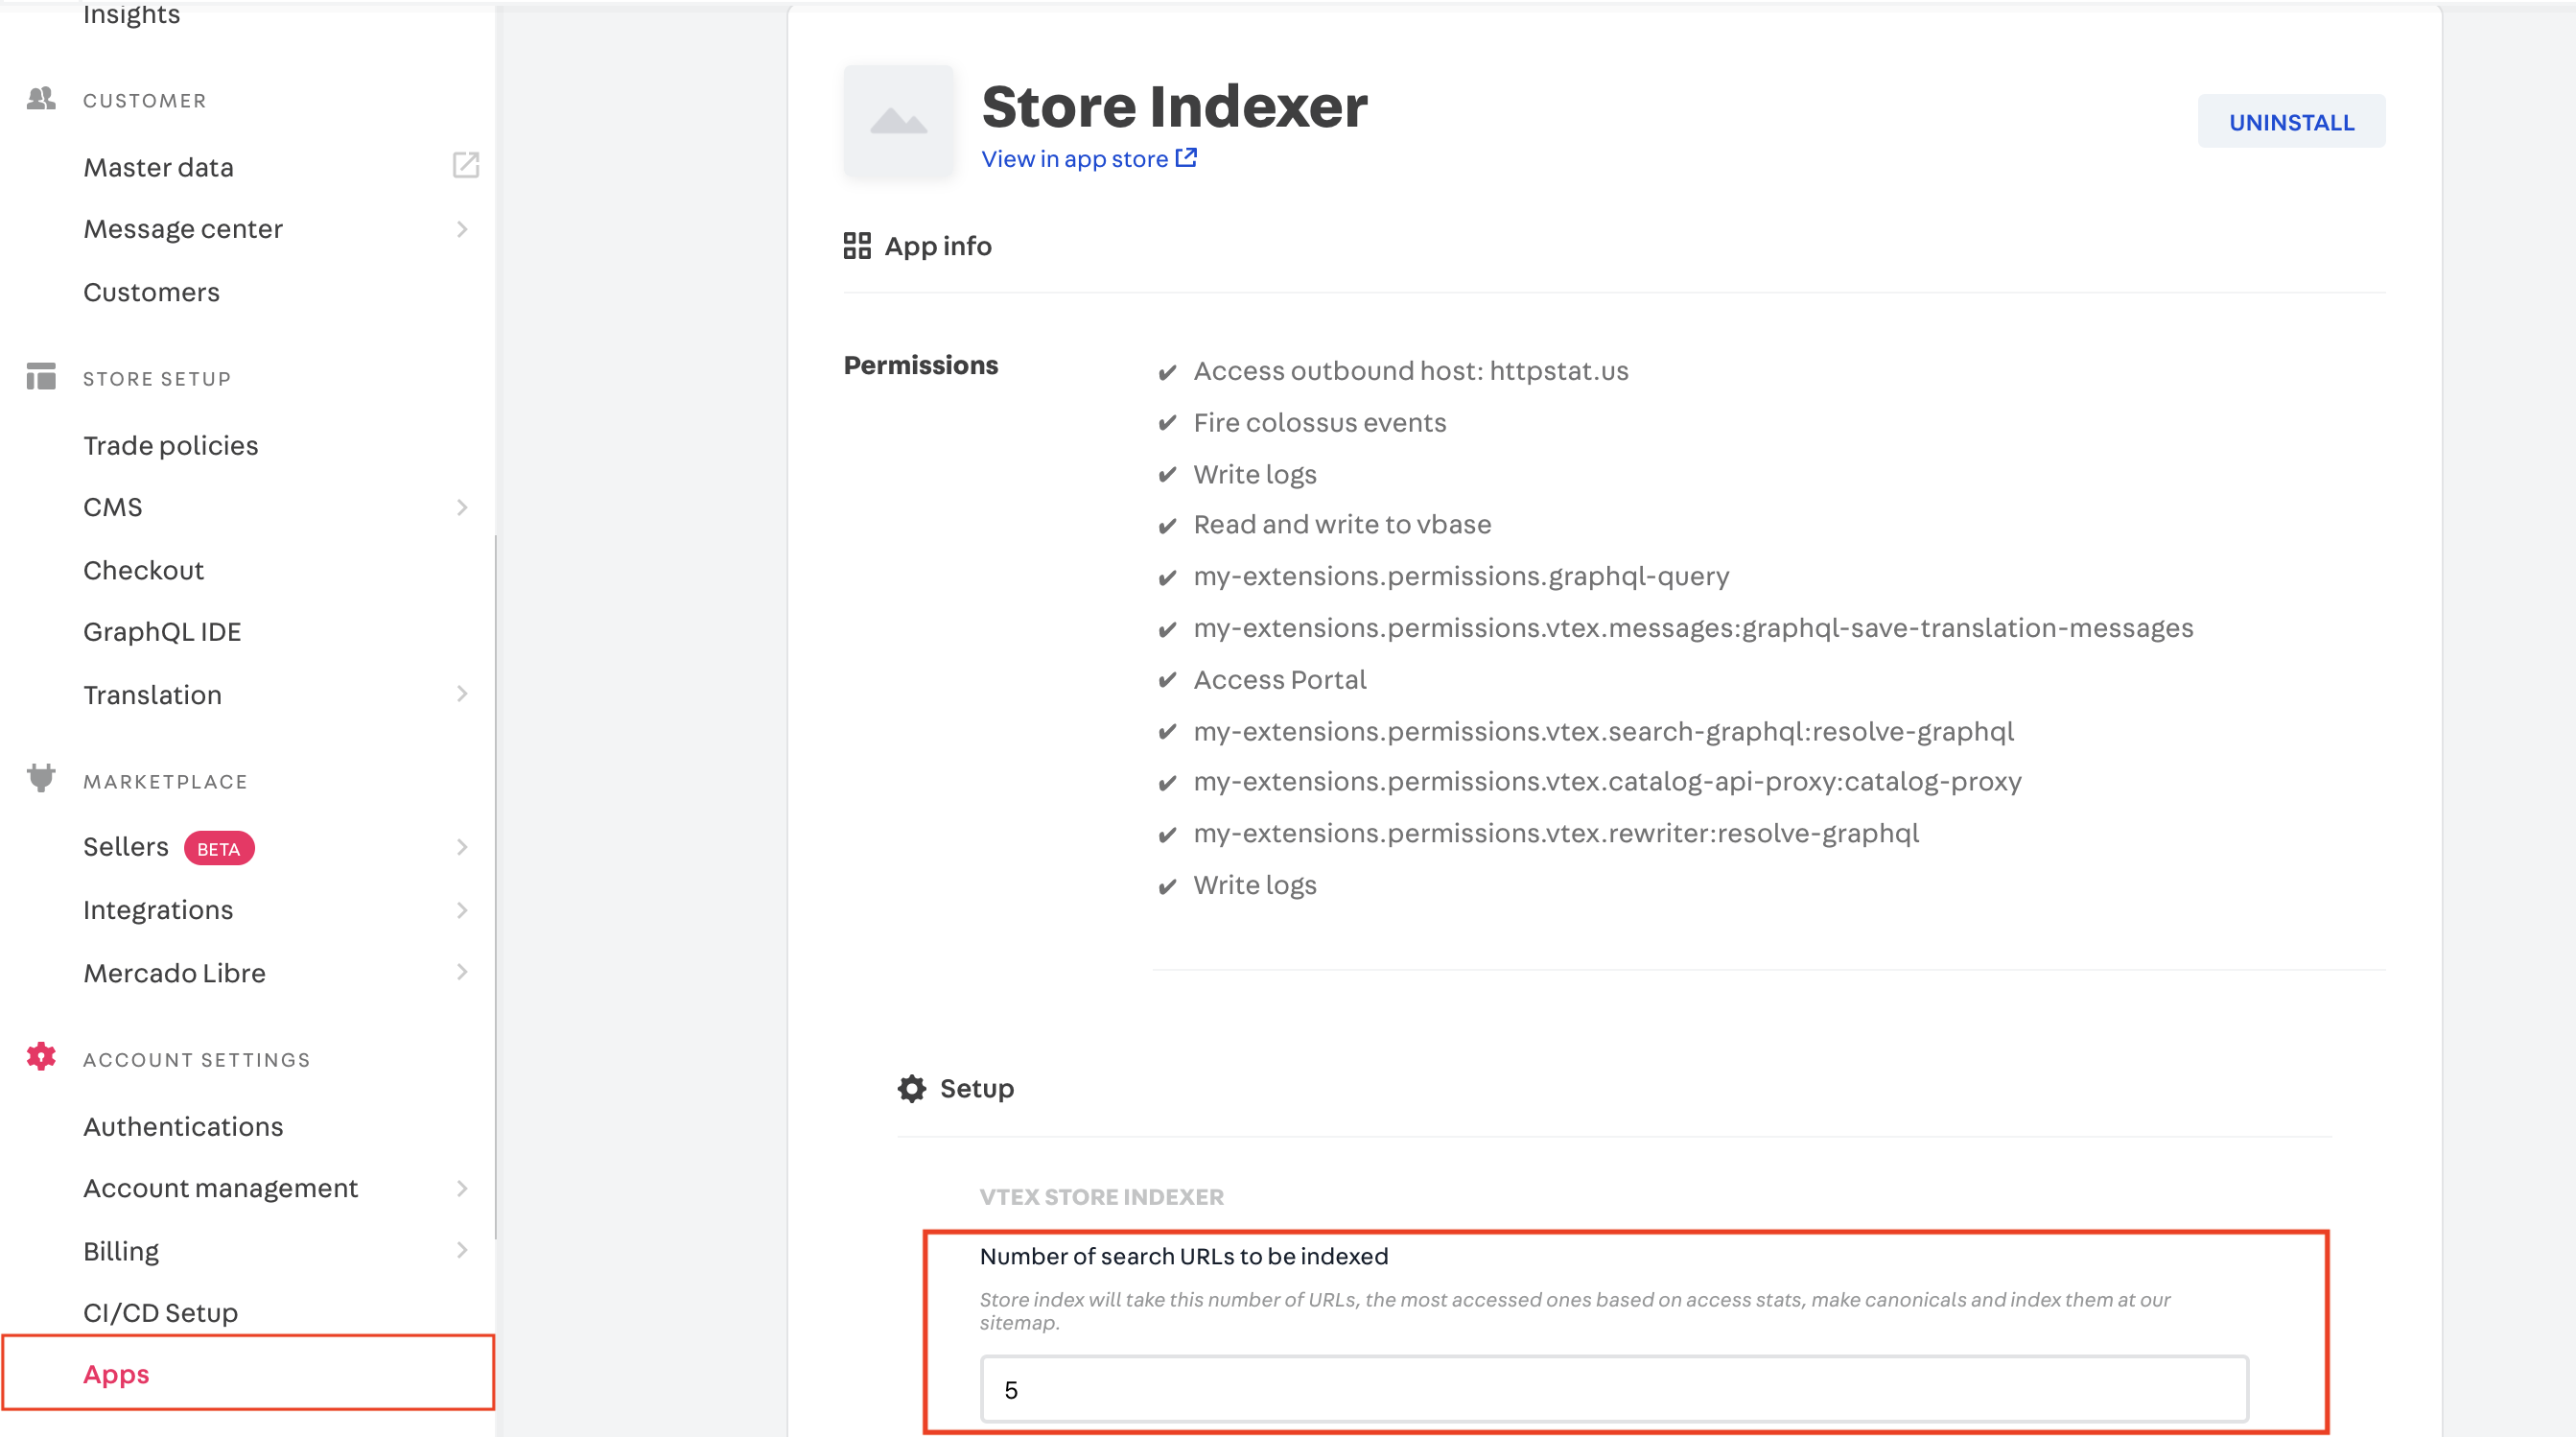 Insights
CUSTOMER
Master data
Message center
Customers
STORE SETUP
Trade policies
CMS
Checkout
GraphQL IDE
Translation
MARKETPLACE
Sellers BETA
Integrations
Mercado Libre
ACCOUNT SETTINGS
Authentications
Account management
Billing
CI/CD Setup
Apps
Store Indexer
View in app store
UNINSTALL
App info
Permissions
✔ Access outbound host: httpstat.us
✔ Fire colossus events
✔ Write logs
✔ Read and write to vbase
✔ my-extensions.permissions.graphql-query
✔ my-extensions.permissions.vtex.messages:graphql-save-translation-messages
✔ Access Portal
✔ my-extensions.permissions.vtex.search-graphql:resolve-graphql
✔ my-extensions.permissions.vtex.catalog-api-proxy:catalog-proxy
✔ my-extensions.permissions.vtex.rewriter:resolve-graphql
✔ Write logs
Setup
VTEX STORE INDEXER
Number of search URLs to be indexed
Store index will take this number of URLs, the most accessed ones based on access stats, make canonicals and index them at our
sitemap.
5